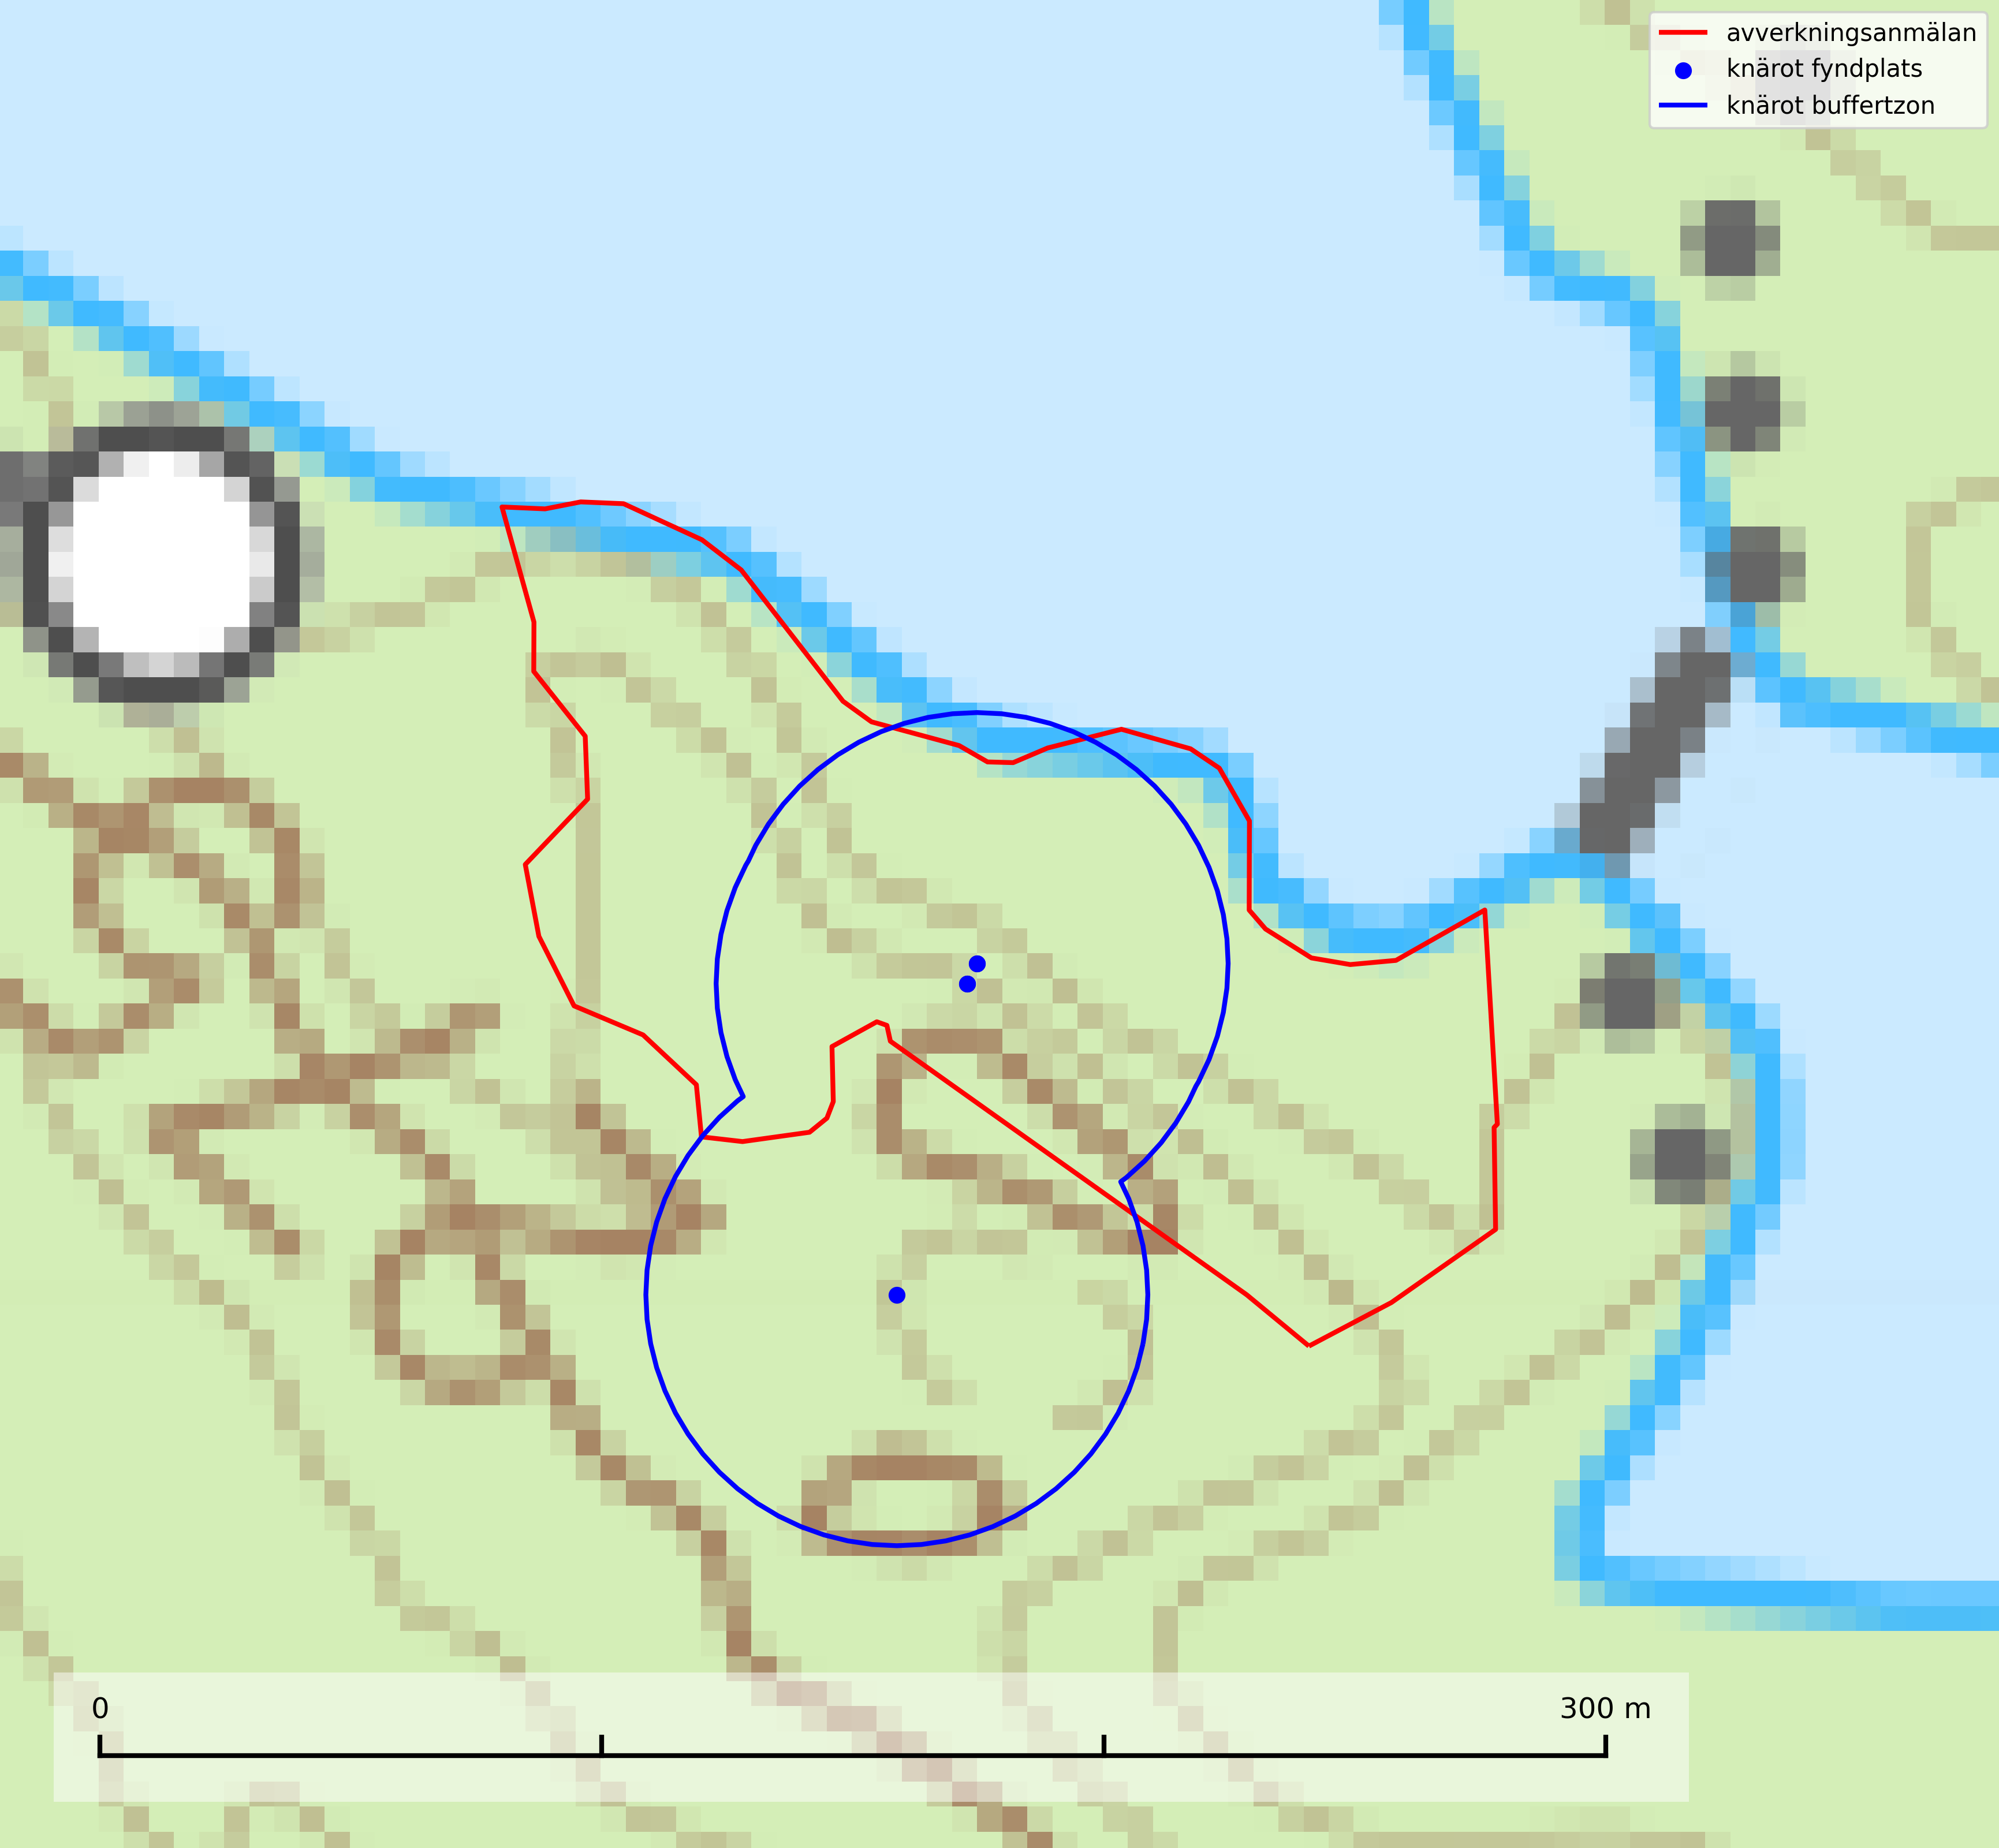 avverkningsanmälan
knärot fyndplats
knärot buffertzon
0 300 m